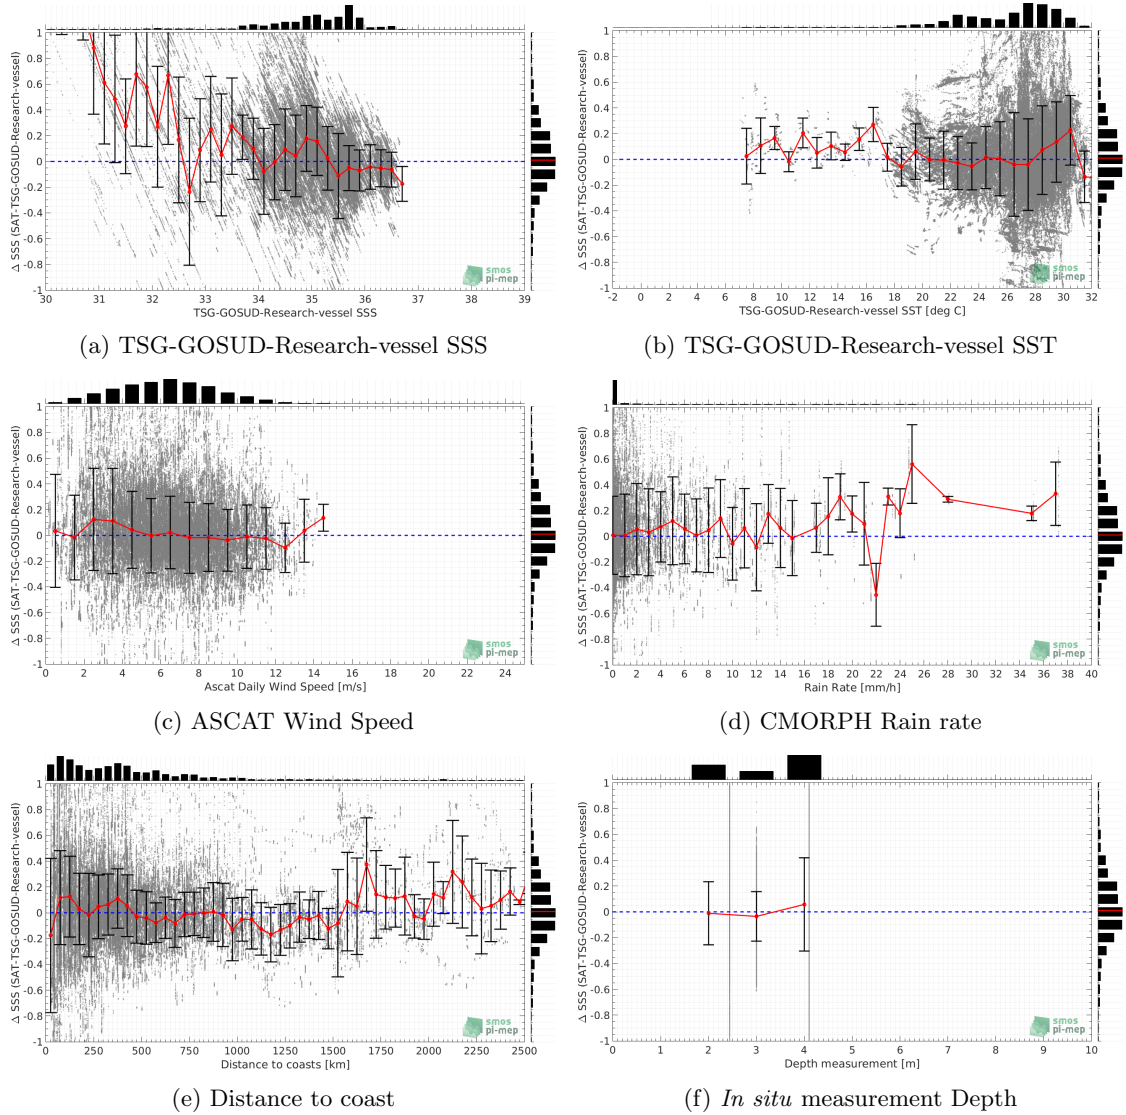 Δ SSS (SAT-TSG-GOSUD-Research-vessel)
1
0.8
0.6
0.4
0.2
0
-0.2
-0.4
-0.6
-0.8
-1
30 31 32 33 34 35 36 37 38 39
TSG-GOSUD-Research-vessel SSS
smos
pi-mep
(a) TSG-GOSUD-Research-vessel SSS
Δ SSS (SAT-TSG-GOSUD-Research-vessel)
1
0.8
0.6
0.4
0.2
0
-0.2
-0.4
-0.6
-0.8
-1
-2 0 2 4 6 8 10 12 14 16 18 20 22 24 26 28 30 32
TSG-GOSUD-Research-vessel SST [deg C]
smos
pi-mep
(b) TSG-GOSUD-Research-vessel SST
Δ SSS (SAT-TSG-GOSUD-Research-vessel)
1
0.8
0.6
0.4
0.2
0
-0.2
-0.4
-0.6
-0.8
-1
0 2 4 6 8 10 12 14 16 18 20 22 24
Ascat Daily Wind Speed [m/s]
smos
pi-mep
(c) ASCAT Wind Speed
Δ SSS (SAT-TSG-GOSUD-Research-vessel)
1
0.8
0.6
0.4
0.2
0
-0.2
-0.4
-0.6
-0.8
-1
0 2 4 6 8 10 12 14 16 18 20 22 24 26 28 30 32 34 36 38 40
Rain Rate [mm/h]
smos
pi-mep
(d) CMORPH Rain rate
Δ SSS (SAT-TSG-GOSUD-Research-vessel)
1
0.8
0.6
0.4
0.2
0
-0.2
-0.4
-0.6
-0.8
-1
0 250 500 750 1000 1250 1500 1750 2000 2250 2500
Distance to coasts [km]
smos
pi-mep
(e) Distance to coast
Δ SSS (SAT-TSG-GOSUD-Research-vessel)
1
0.8
0.6
0.4
0.2
0
-0.2
-0.4
-0.6
-0.8
-1
0 1 2 3 4 5 6 7 8 9 10
Depth measurement [m]
smos
pi-mep
(f) In situ measurement Depth